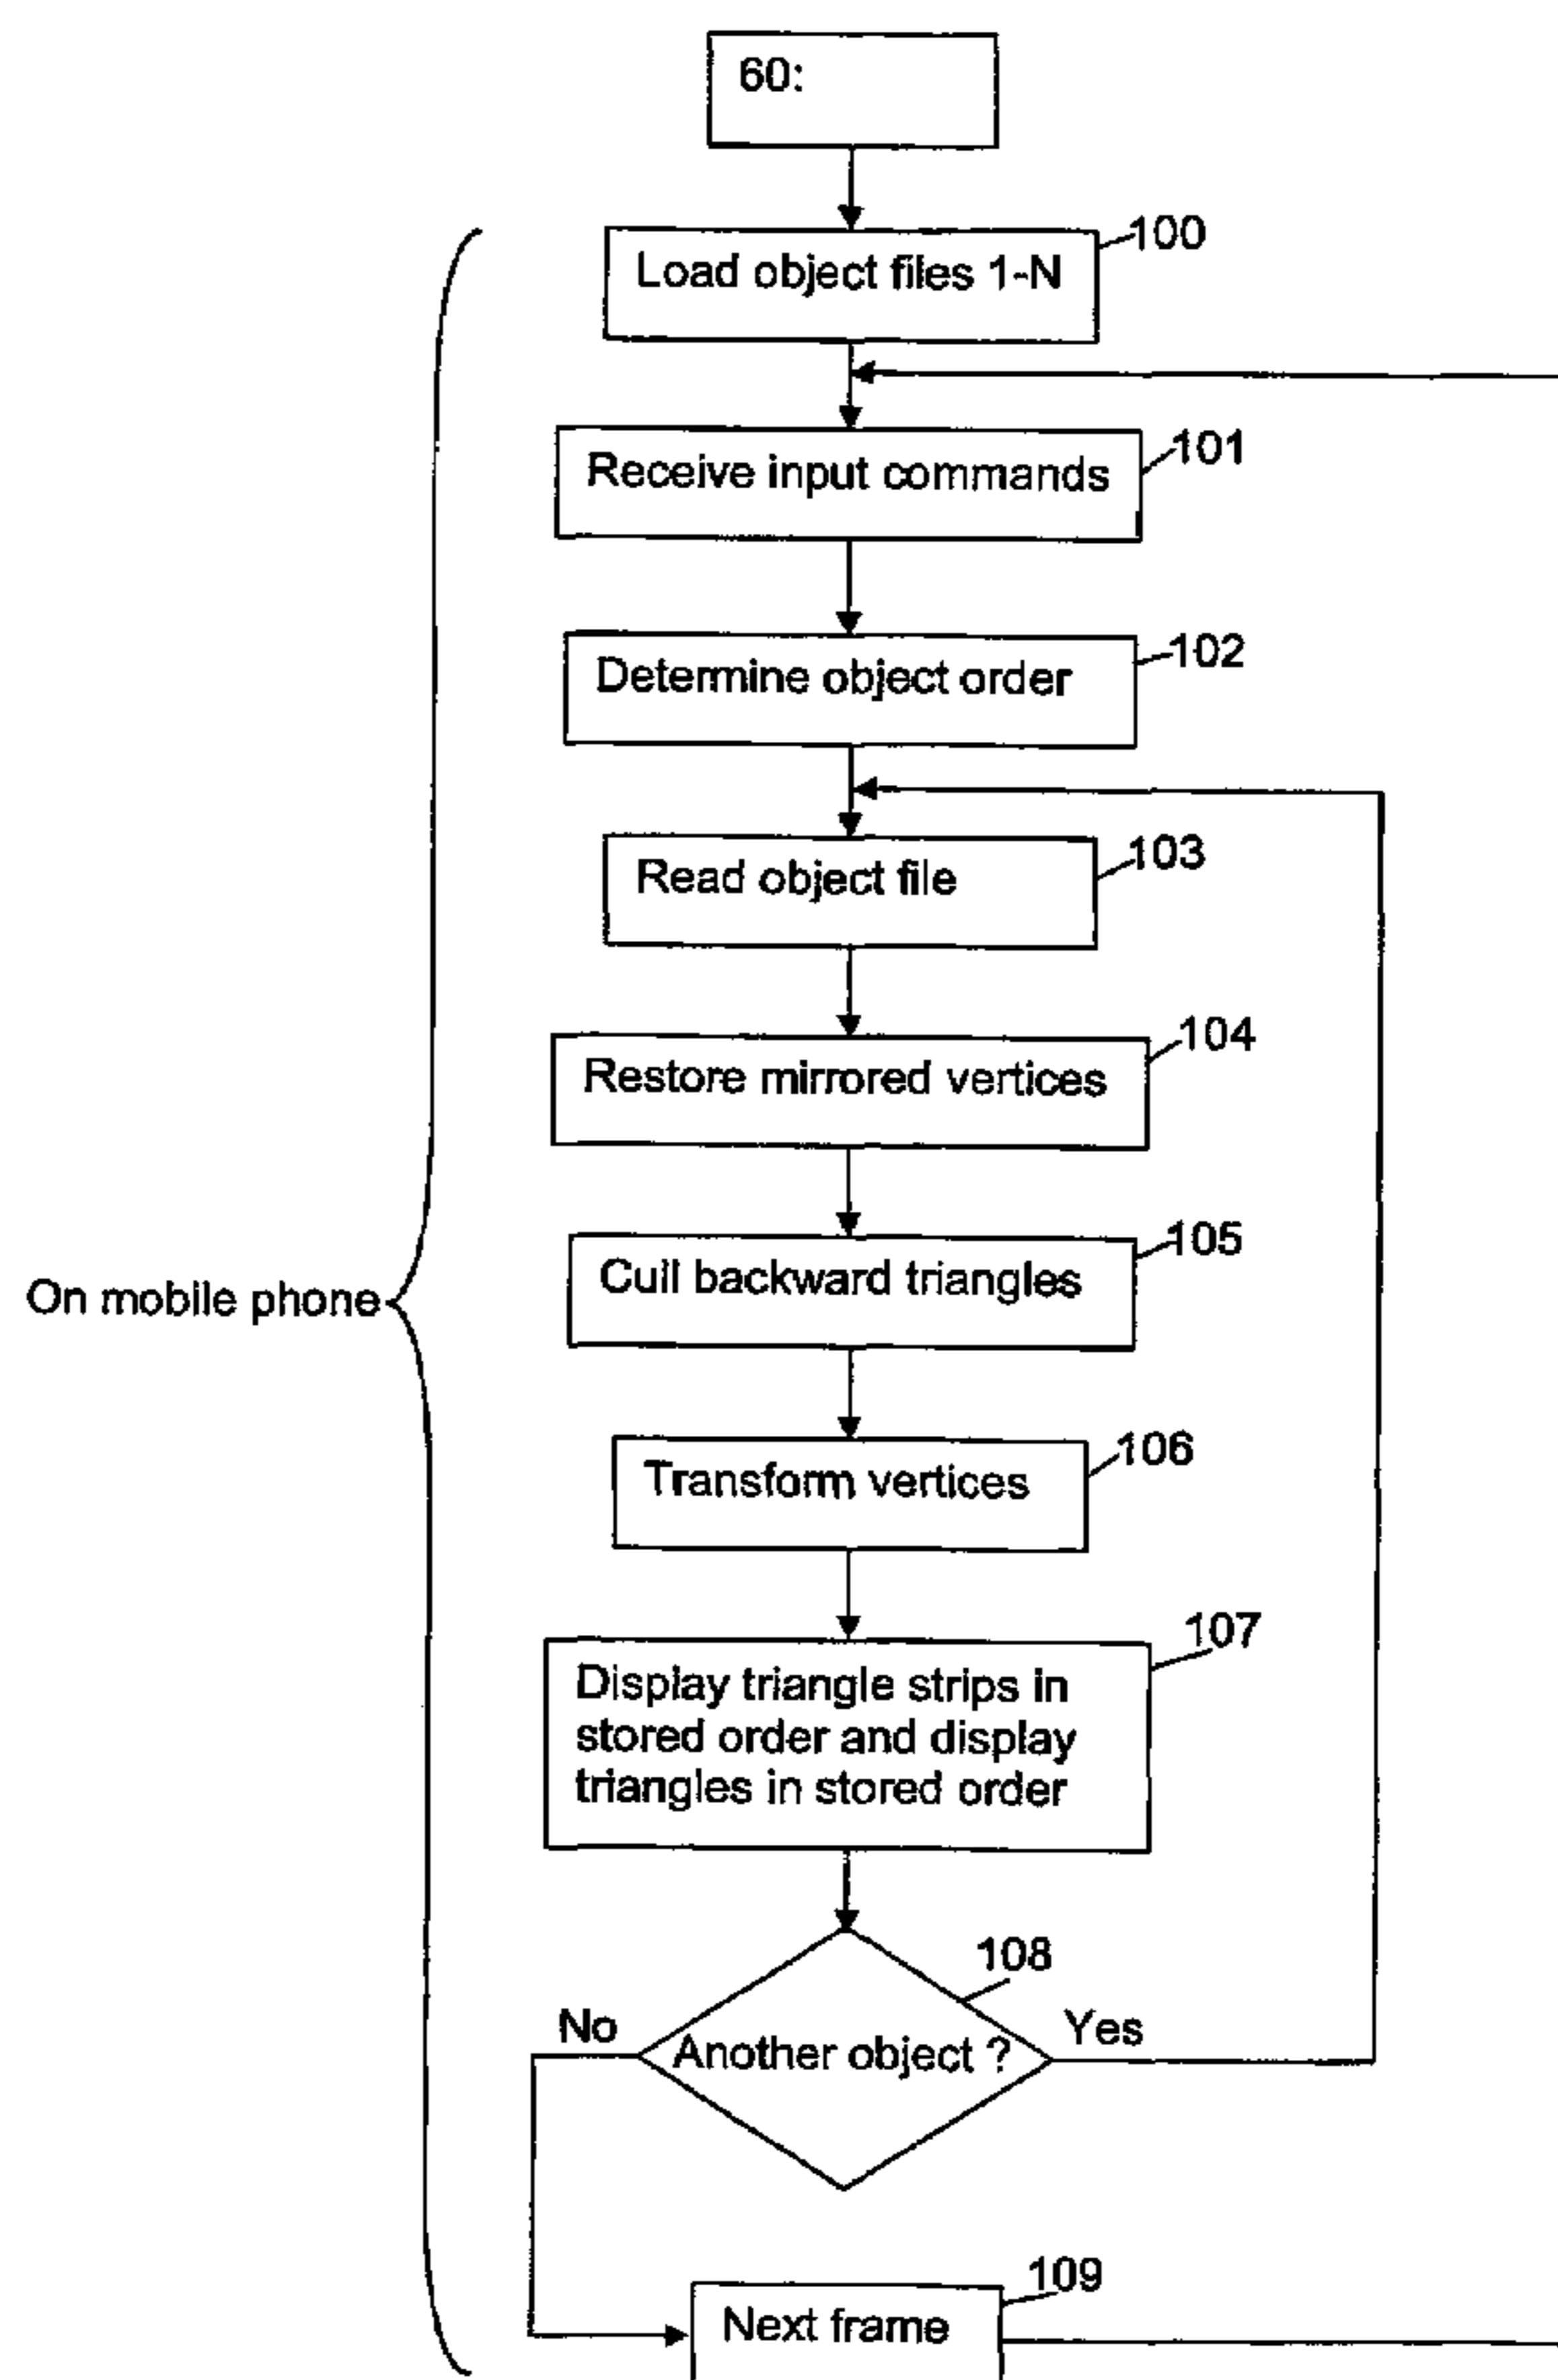 60:
100
Load object files 1-N
101
Receive input commands
102
Determine object order
103
Read object file
104
Restore mirrored vertices
105
Cull backward triangles
On mobile phone
106
Transform vertices
107
Display triangle strips in
stored order and display
triangles in stored order
108
No
Yes
Another object ?
109
Next frame